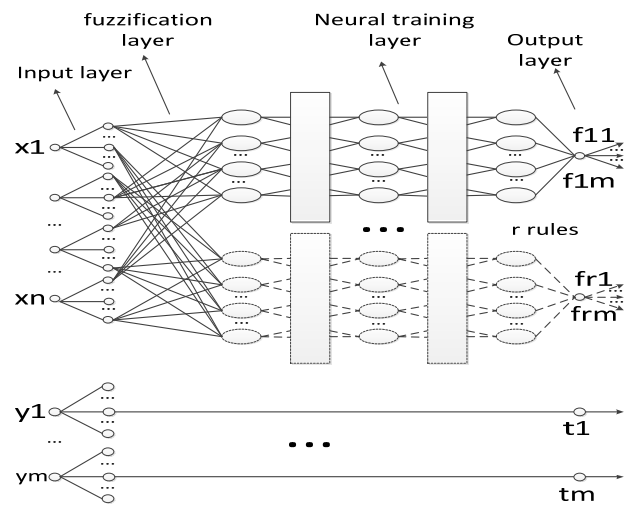 fuzzification
layer
Neural training
layer
Output
layer
Input layer
x1
f11
f1m
r rules
xn
fr1
frm
y1
t1
ym
tm